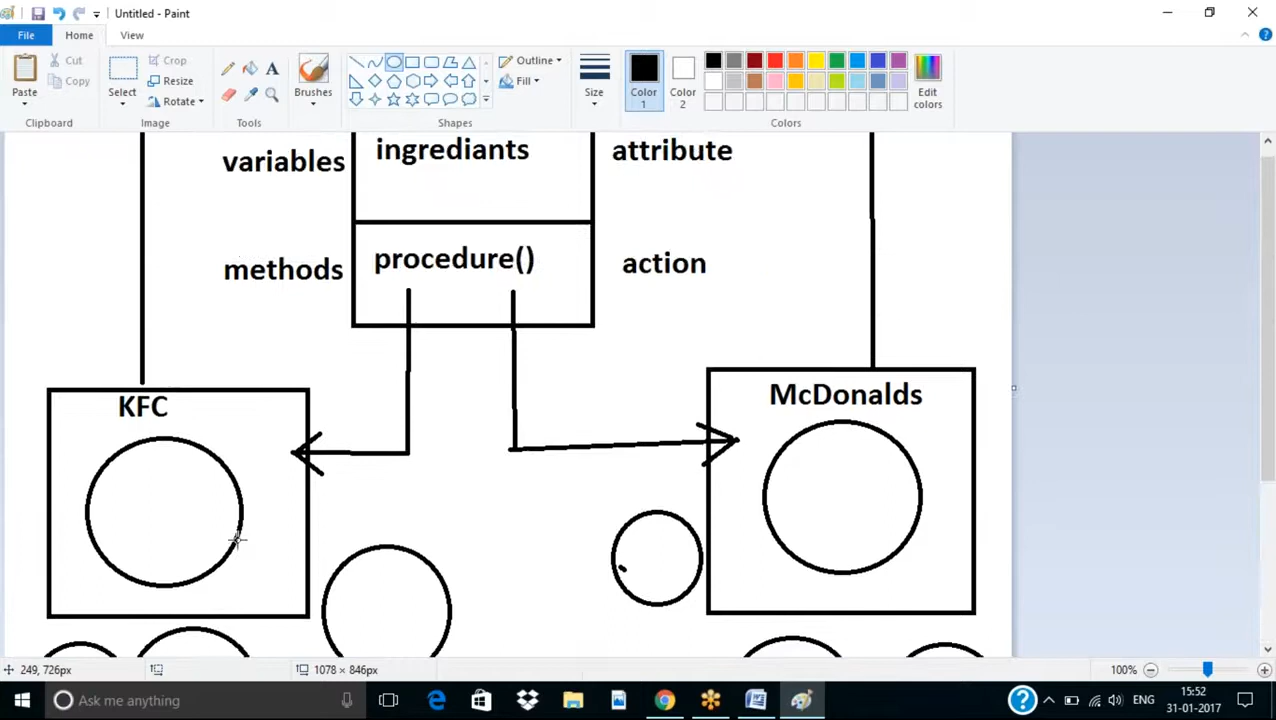 Untitled - Paint
File Home View
Paste
Cut
Copy
Clipboard
Select
Crop
Resize
Rotate
Image
Tools
Brushes
Shapes
Outline
Fill
Size
Color 1
Color 2
Edit colors
Colors
variables ingrediants attribute
methods procedure() action
KFC
McDonalds
249, 726px
1078 × 846px
100%
Ask me anything
ENG
15:52
31-01-2017